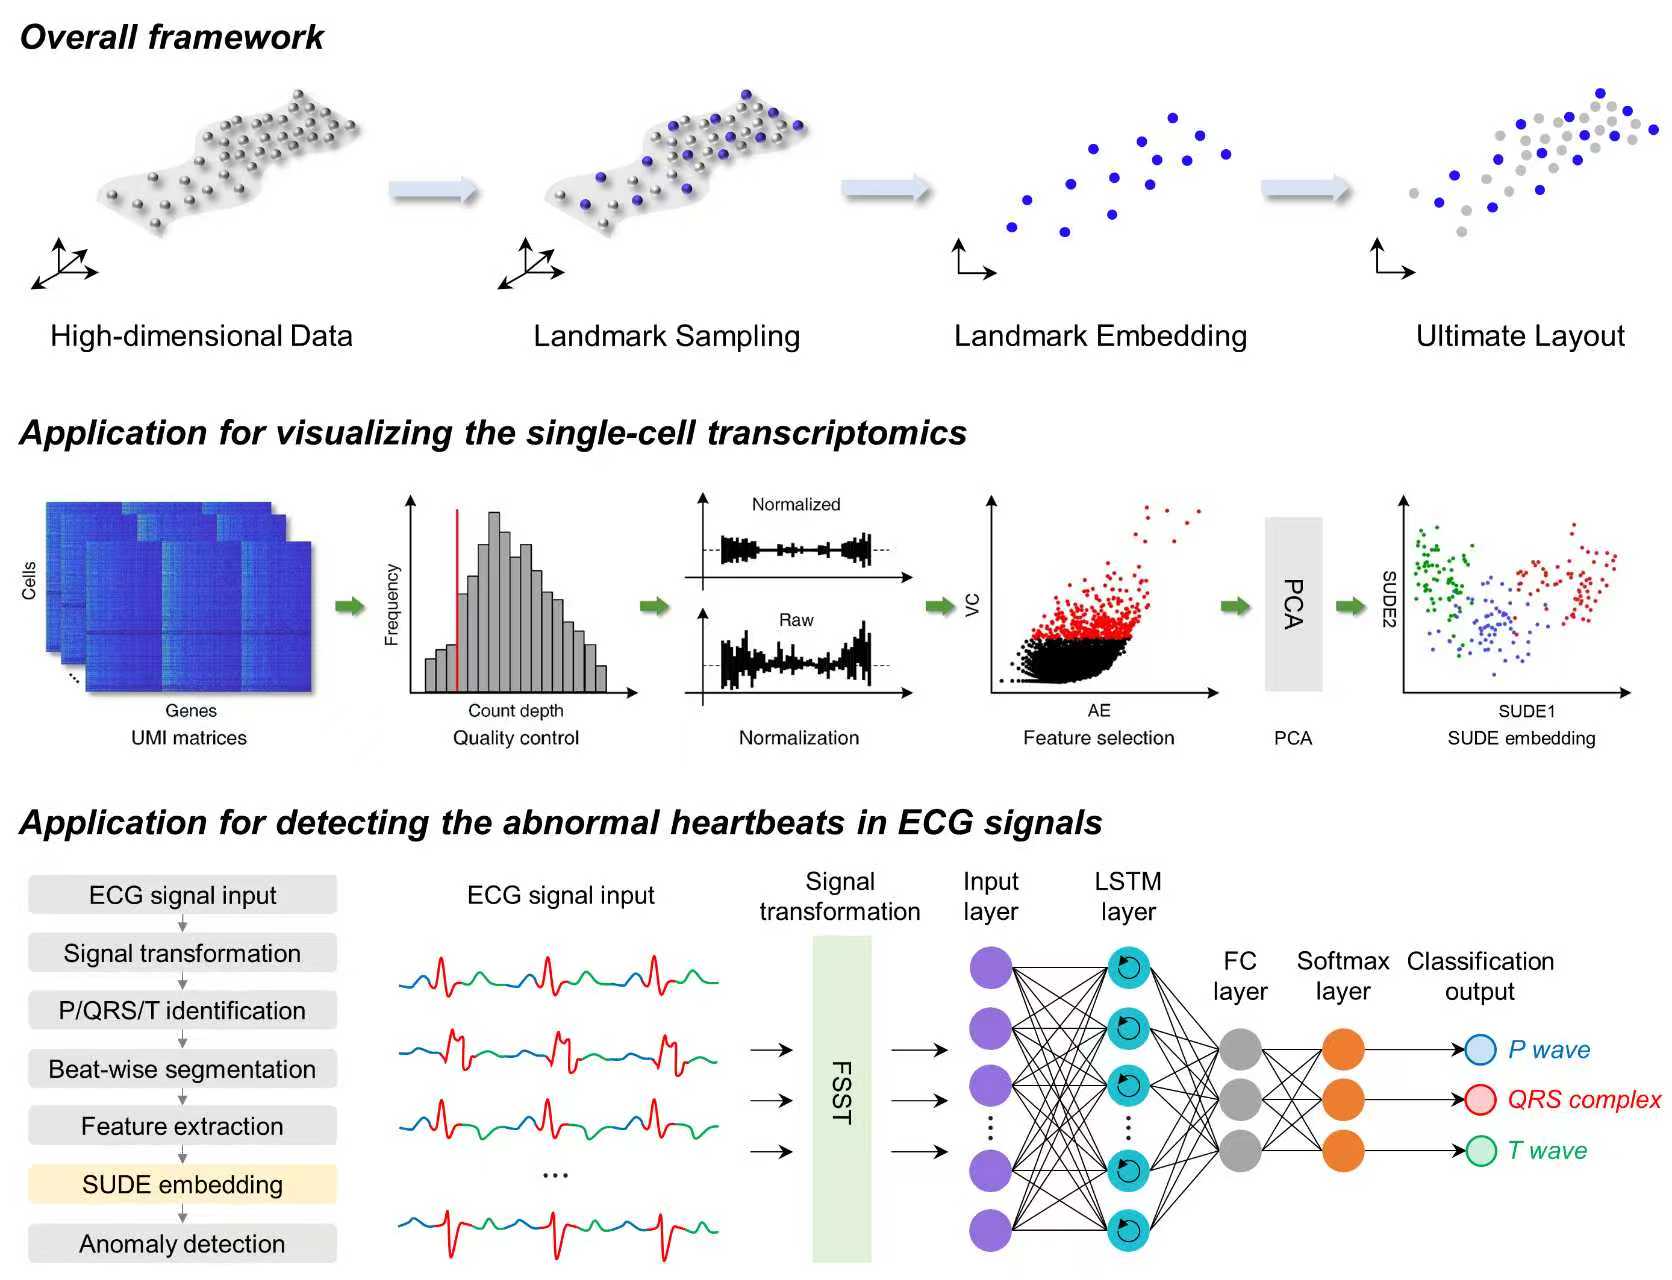 Overall framework
High-dimensional Data
Landmark Sampling
Landmark Embedding
Ultimate Layout
Application for visualizing the single-cell transcriptomics
Cells
Genes
UMI matrices
Frequency
Count depth
Quality control
Normalized
Raw
Normalization
VC
AE
Feature selection
PCA
PCA
SUDE2
SUDE1
SUDE embedding
Application for detecting the abnormal heartbeats in ECG signals
ECG signal input
Signal transformation
P/QRS/T identification
Beat-wise segmentation
Feature extraction
SUDE embedding
Anomaly detection
ECG signal input
...
Signal
transformation
FSST
Input
layer
LSTM
layer
FC
layer
Softmax
layer
Classification
output
P wave
QRS complex
T wave